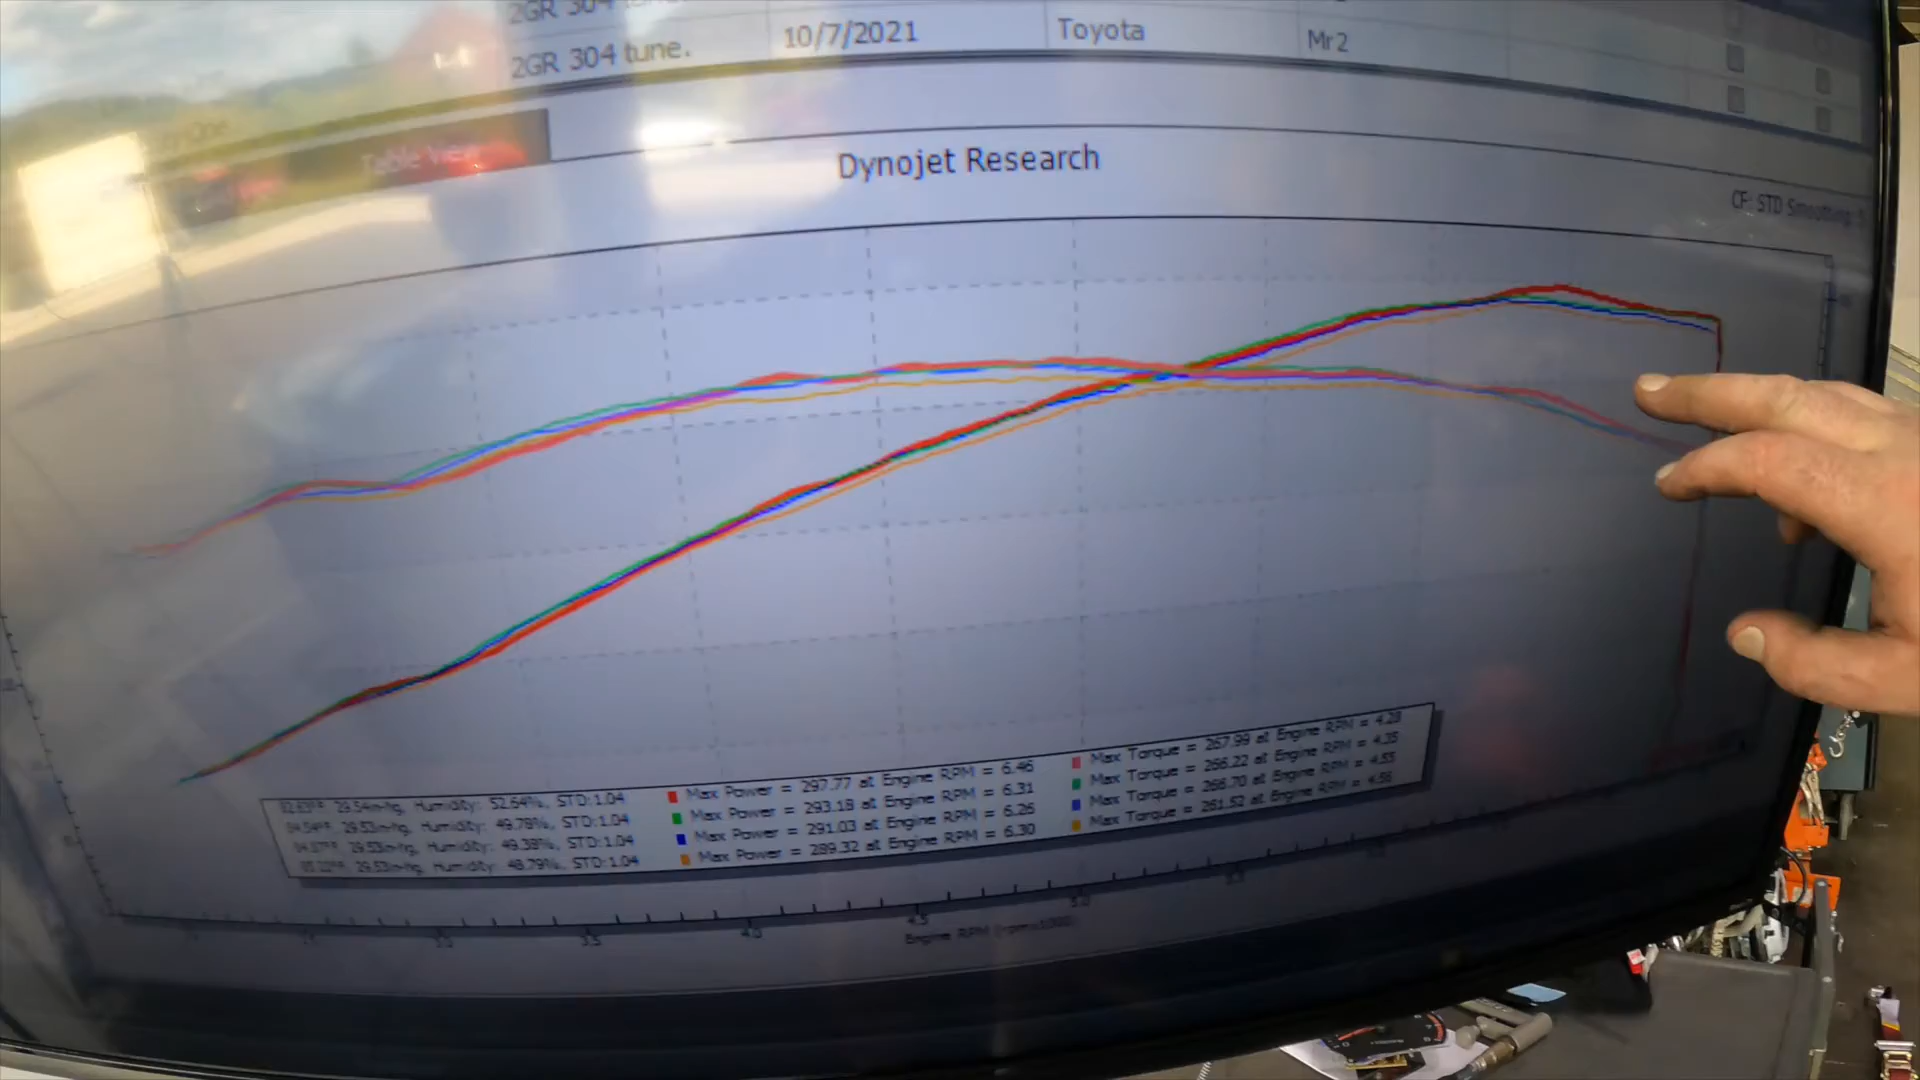 2GR 304 tune.
2GR 304 tune. 10/7/2021 Toyota Mr2
Table View
Dynojet Research
CF: STD Smoothing: 5
29.54in-hg, Humidity: 52.64%, STD:1.04
29.53in-hg, Humidity: 49.78%, STD:1.04
29.53in-hg, Humidity: 49.38%, STD:1.04
29.53in-hg, Humidity: 48.79%, STD:1.04
Max Power = 297.77 at Engine RPM = 6.46
Max Power = 293.18 at Engine RPM = 6.31
Max Power = 291.03 at Engine RPM = 6.26
Max Power = 289.32 at Engine RPM = 6.30
Max Torque = 267.99 at Engine RPM = 4.28
Max Torque = 266.22 at Engine RPM = 4.35
Max Torque = 266.70 at Engine RPM = 4.55
Max Torque = 261.52 at Engine RPM = 4.56
3.0 3.5 4.0 4.5 5.0
Engine RPM (rpmx1000)